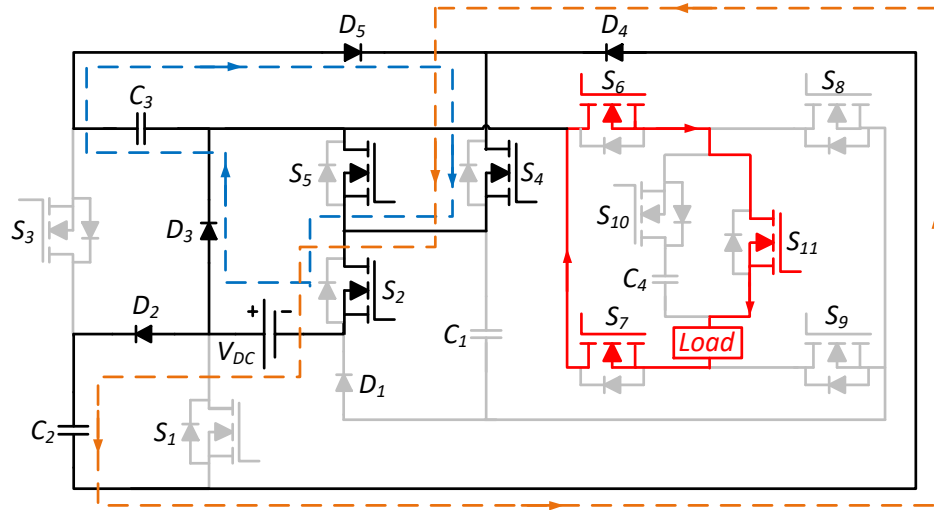 D5
D4
C3
S6
S8
S5
S4
S3
D3
S10
S11
S2
C4
D2
+ −
VDC
C1
S7
S9
Load
D1
C2
S1